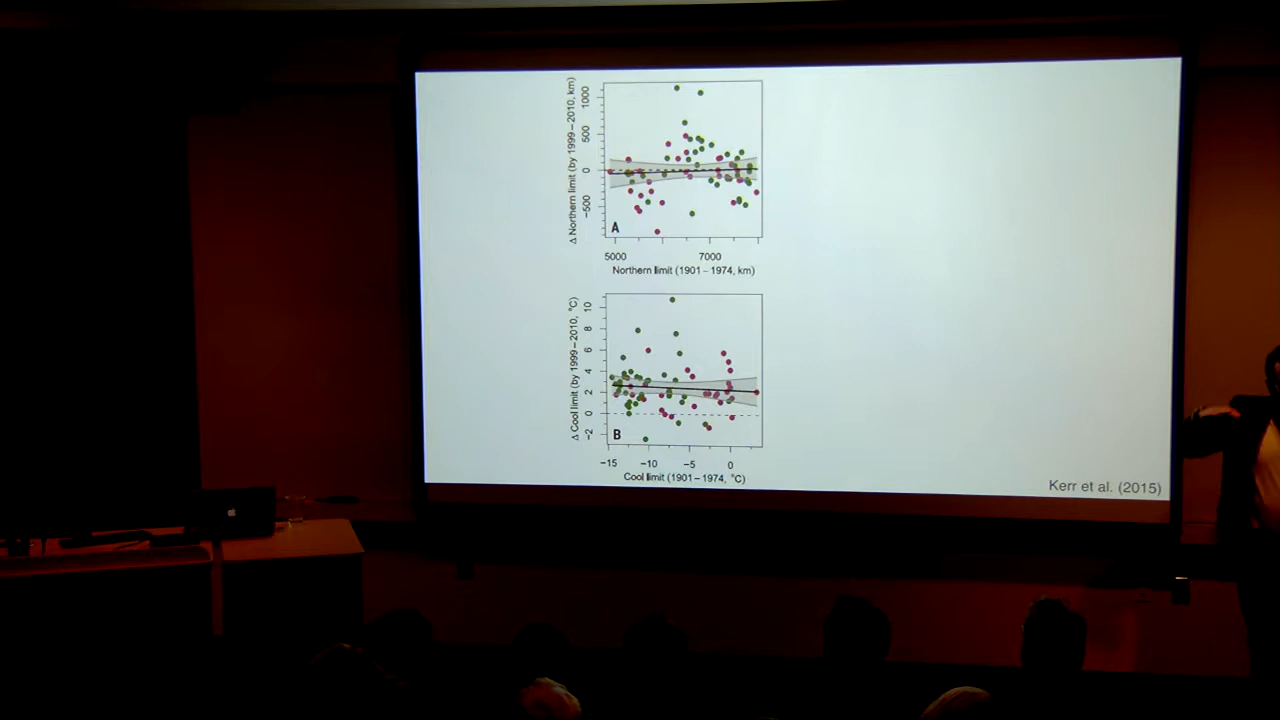 Δ Northern limit (by 1999–2010, km)
1000
500
0
−500
A
5000 7000
Northern limit (1901–1974, km)
Δ Cool limit (by 1999–2010, °C)
10
8
6
4
2
0
−2
B
−15 −10 −5 0
Cool limit (1901–1974, °C)
Kerr et al. (2015)